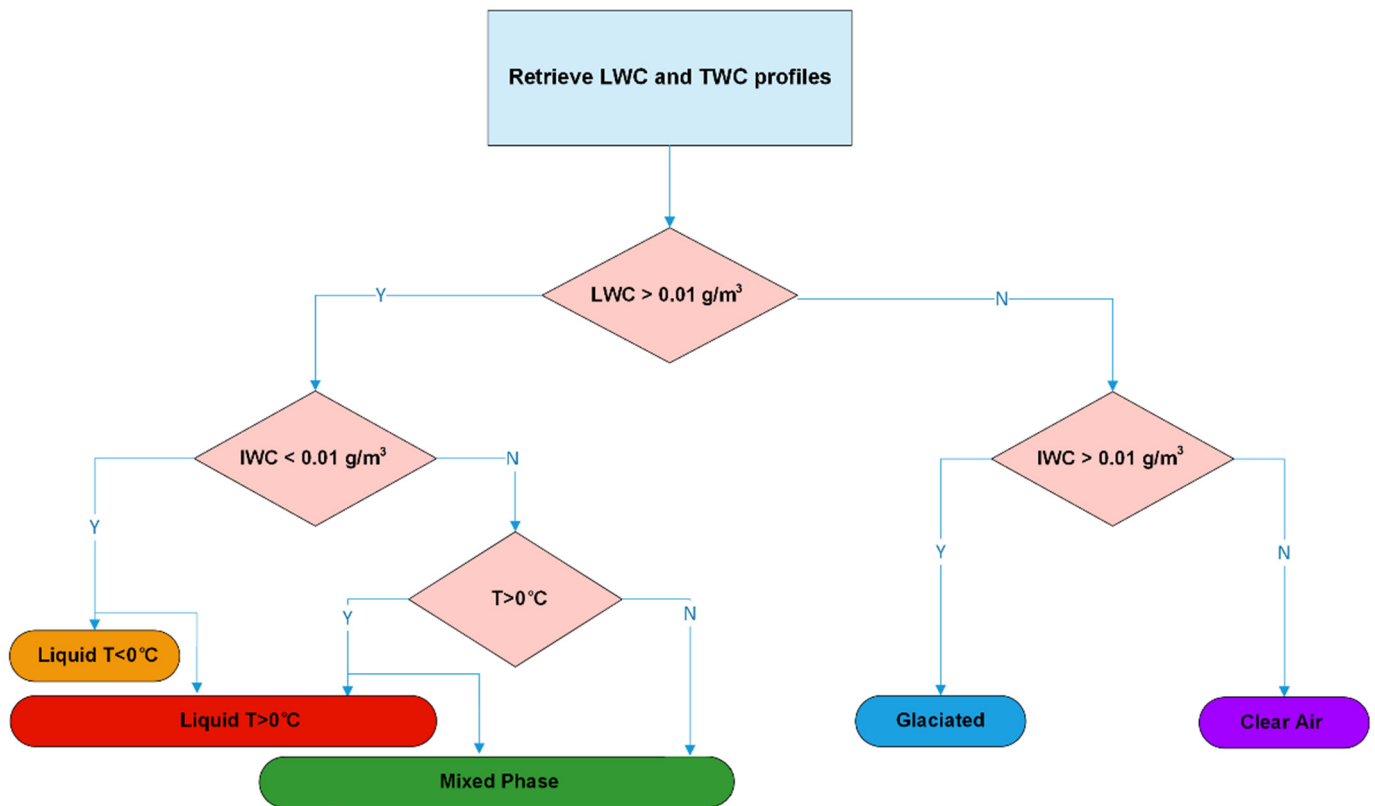 Retrieve LWC and TWC profiles
LWC > 0.01 g/m³
Y
N
IWC < 0.01 g/m³
IWC > 0.01 g/m³
N
Y
Y
N
T>0°C
Y
N
Liquid T<0°C
Liquid T>0°C
Glaciated
Clear Air
Mixed Phase